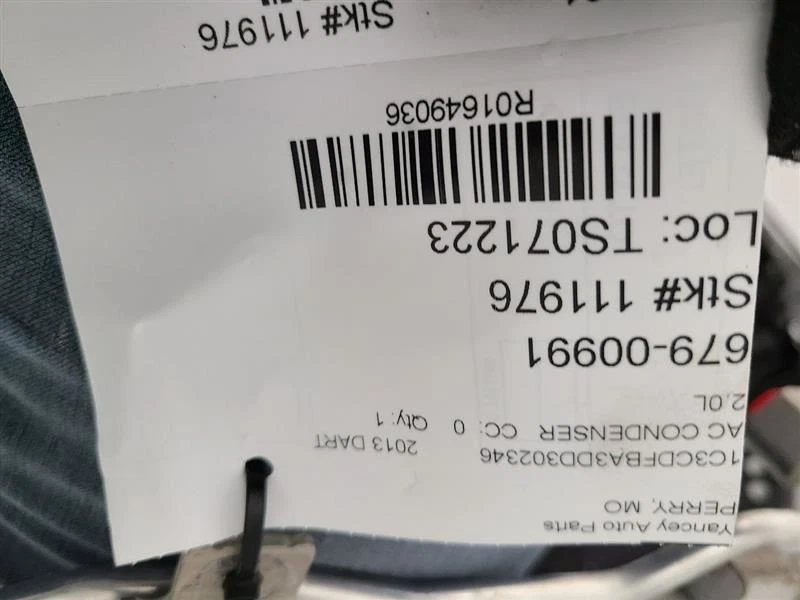 Yancey Auto Parts
PERRY, MO
1C3CDFBA3DD302346 2013 DART
AC CONDENSER CC: 0 Qty: 1
2.0L
679-00991
Stk# 111976
Loc: TS071223
R01649036
Stk# 111976